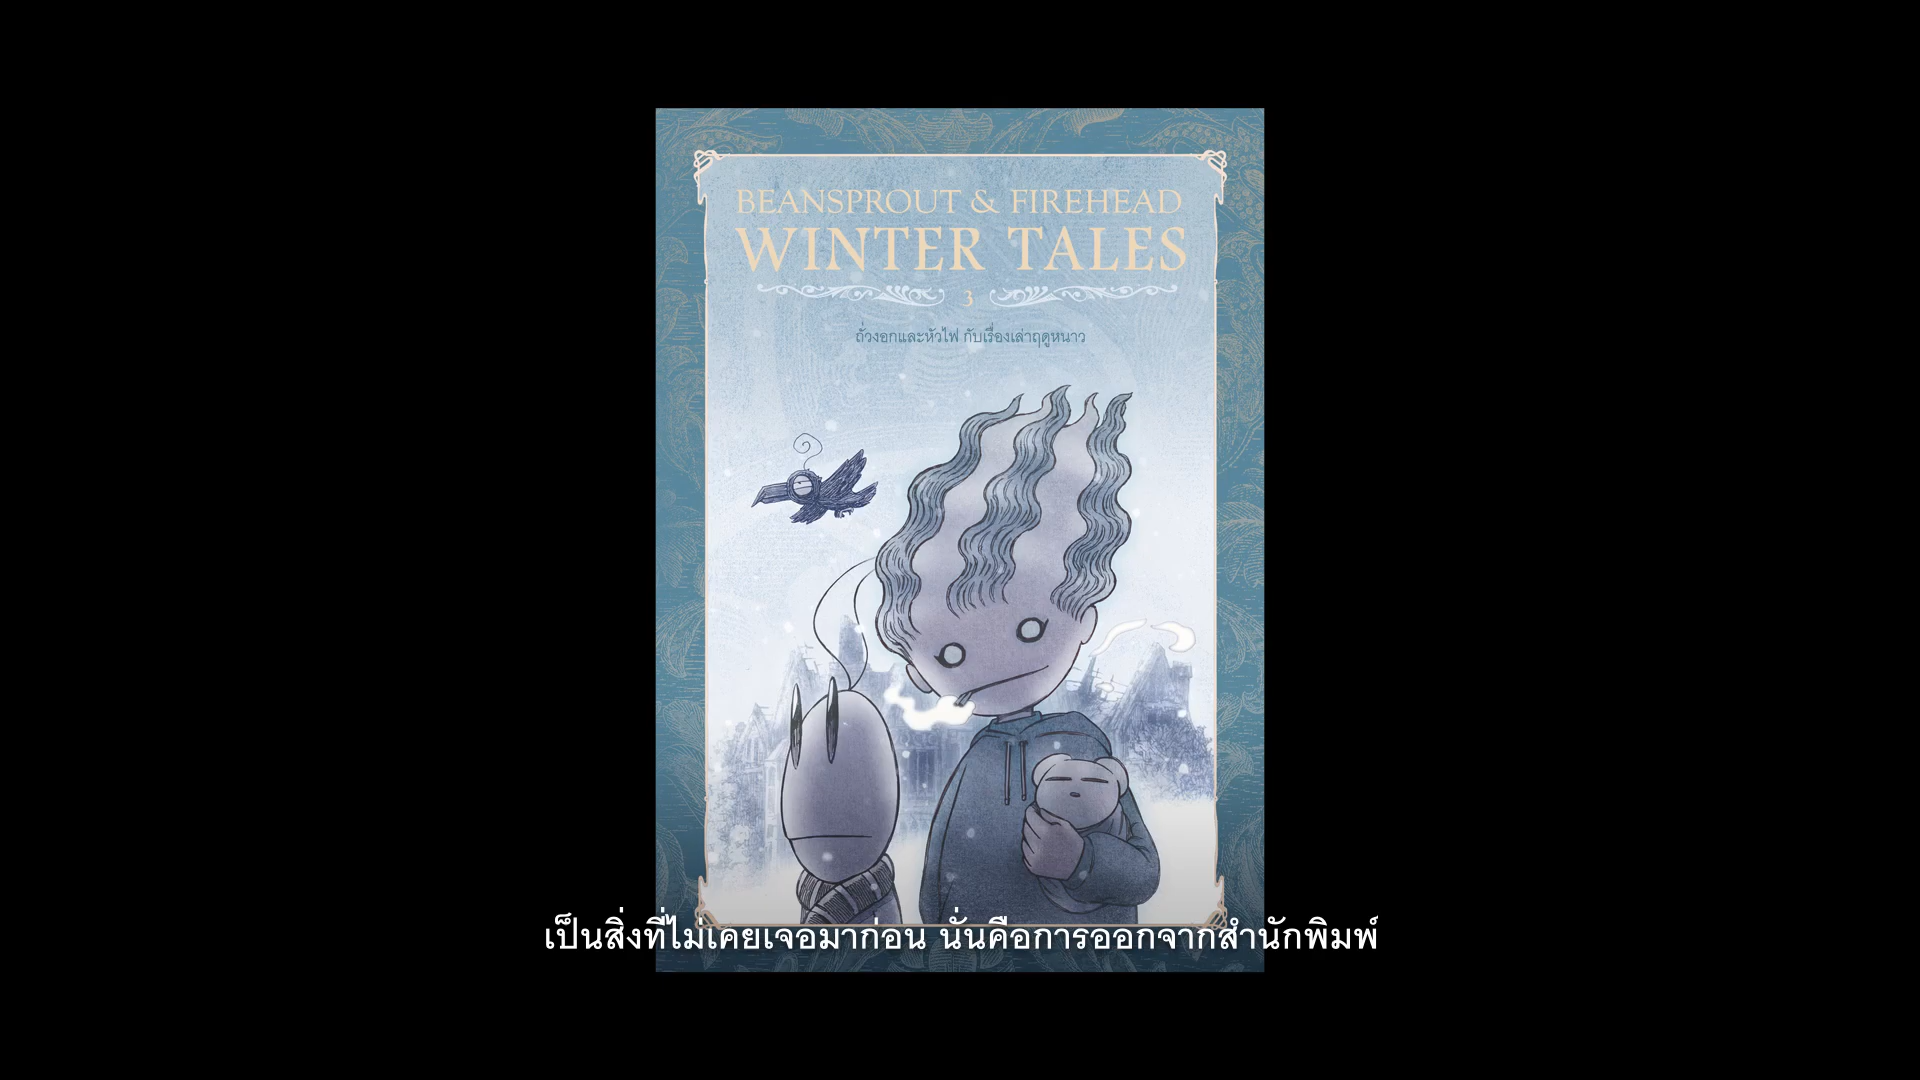 BEANSPROUT & FIREHEAD
WINTER TALES
3
ถั่วงอกและหัวไฟ กับเรื่องเล่าฤดูหนาว
เป็นสิ่งที่ไม่เคยเจอมาก่อน นั่นคือการออกจากสำนักพิมพ์